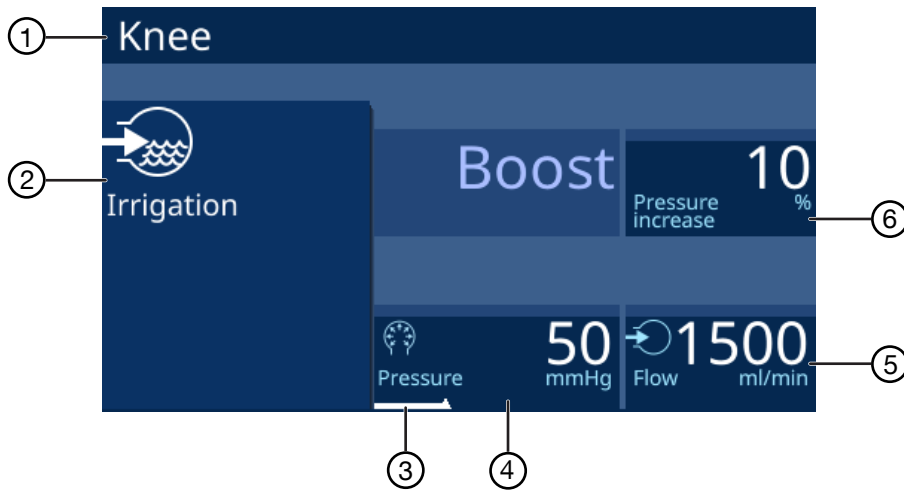 1
Knee
2
Irrigation
Boost
10
%
Pressure
increase
6
50
mmHg
Pressure
1500
ml/min
Flow
5
3
4